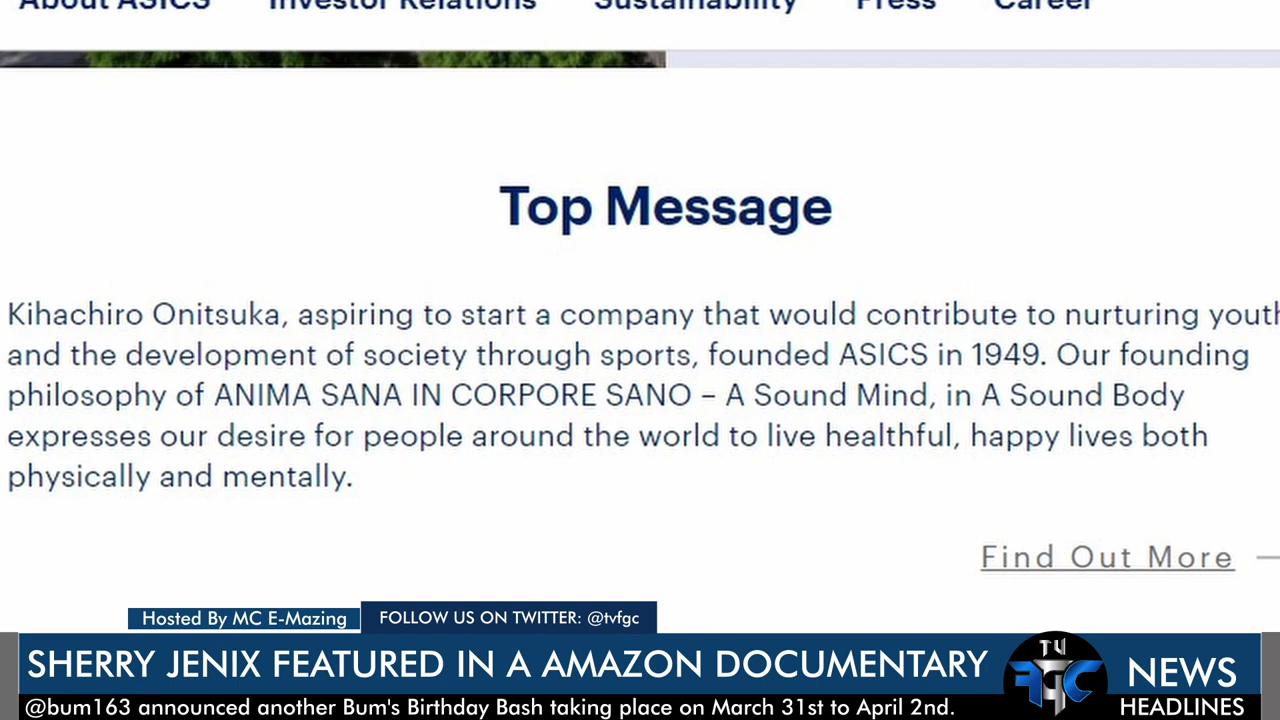 About ASICS Investor Relations Sustainability Press Career
Top Message
Kihachiro Onitsuka, aspiring to start a company that would contribute to nurturing youth
and the development of society through sports, founded ASICS in 1949. Our founding
philosophy of ANIMA SANA IN CORPORE SANO – A Sound Mind, in A Sound Body
expresses our desire for people around the world to live healthful, happy lives both
physically and mentally.
Find Out More
Hosted By MC E-Mazing
FOLLOW US ON TWITTER: @tvfgc
SHERRY JENIX FEATURED IN A AMAZON DOCUMENTARY
TV
FGC
NEWS
HEADLINES
@bum163 announced another Bum's Birthday Bash taking place on March 31st to April 2nd.